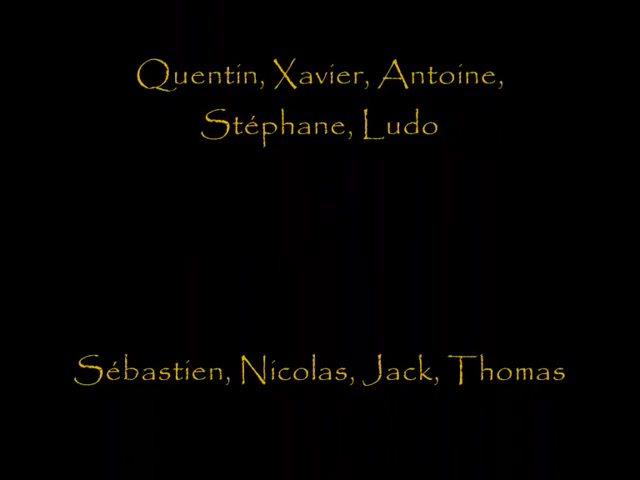 Quentin, Xavier, Antoine,
Stéphane, Ludo
Sébastien, Nicolas, Jack, Thomas